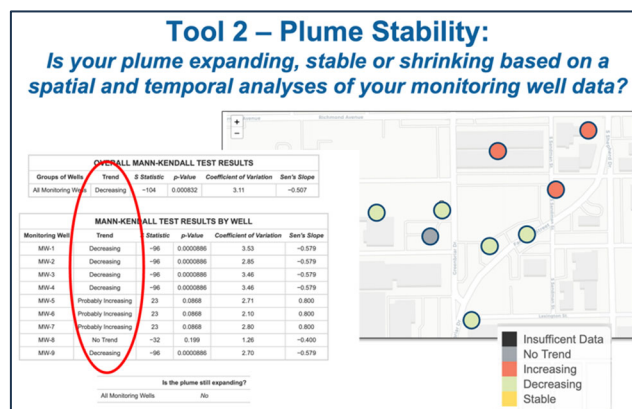 Tool 2 – Plume Stability:
Is your plume expanding, stable or shrinking based on a
spatial and temporal analyses of your monitoring well data?
OVERALL MANN-KENDALL TEST RESULTS
Groups of Wells Trend S Statistic p-Value Coefficient of Variation Sen's Slope
All Monitoring Wells Decreasing −104 0.000832 3.11 −0.507
MANN-KENDALL TEST RESULTS BY WELL
Monitoring Well Trend S Statistic p-Value Coefficient of Variation Sen's Slope
MW-1 Decreasing −96 0.0000886 3.53 −0.579
MW-2 Decreasing −96 0.0000886 2.85 −0.579
MW-3 Decreasing −96 0.0000886 3.46 −0.579
MW-4 Decreasing −96 0.0000886 3.46 −0.579
MW-5 Probably Increasing 23 0.0868 2.71 0.800
MW-6 Probably Increasing 23 0.0868 2.10 0.800
MW-7 Probably Increasing 23 0.0868 2.80 0.800
MW-8 No Trend −32 0.199 1.26 −0.400
MW-9 Decreasing −96 0.0000886 2.70 −0.579
Is the plume still expanding?
All Monitoring Wells No
+
−
Richmond Avenue
Insufficent Data
No Trend
Increasing
Decreasing
Stable